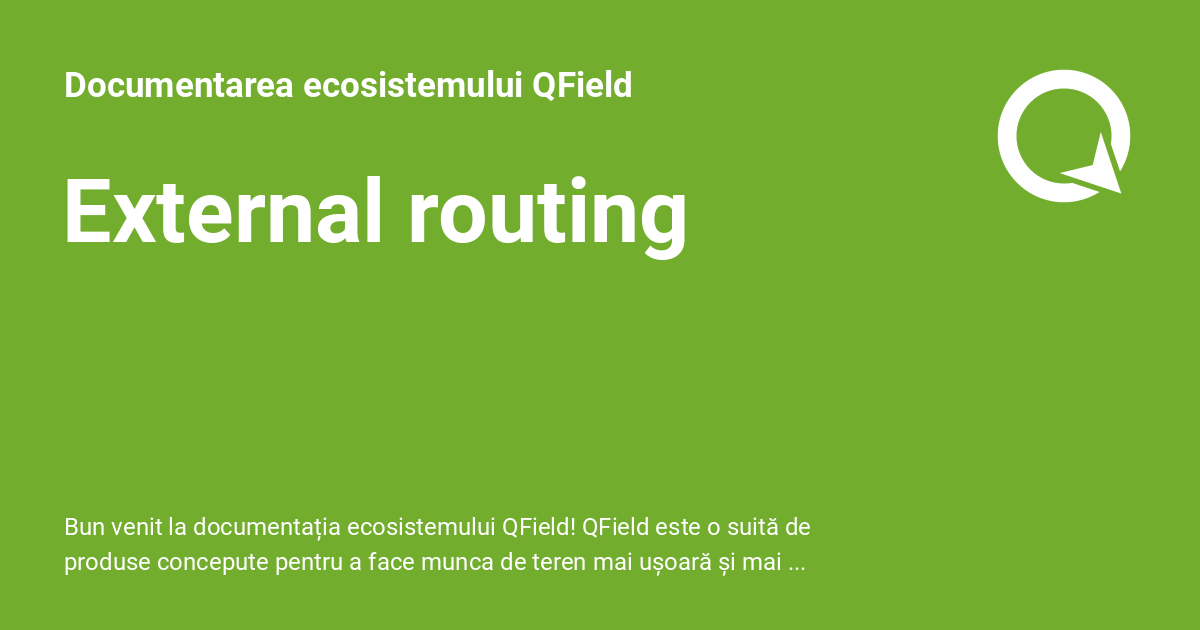 Documentarea ecosistemului QField
External routing
Bun venit la documentația ecosistemului QField! QField este o suită de
produse concepute pentru a face munca de teren mai ușoară și mai ...